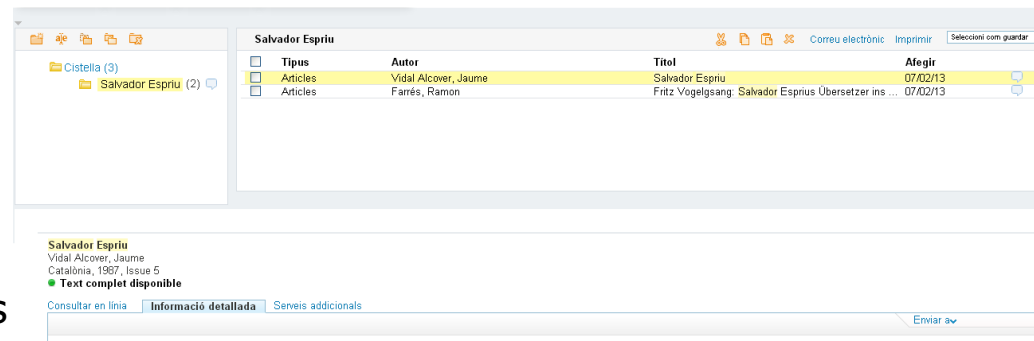 Cistella (3)
Salvador Espriu (2)
Salvador Espriu
Correu electrònic Imprimir Seleccioni com guardar
Tipus Autor Títol Afegir
Articles Vidal Alcover, Jaume Salvador Espriu 07/02/13
Articles Farrés, Ramon Fritz Vogelgsang: Salvador Esprius Übersetzer ins ... 07/02/13
Salvador Espriu
Vidal Alcover, Jaume
Catalònia, 1987, Issue 5
Text complet disponible
s
Consultar en línia Informació detallada Serveis addicionals
Enviar a